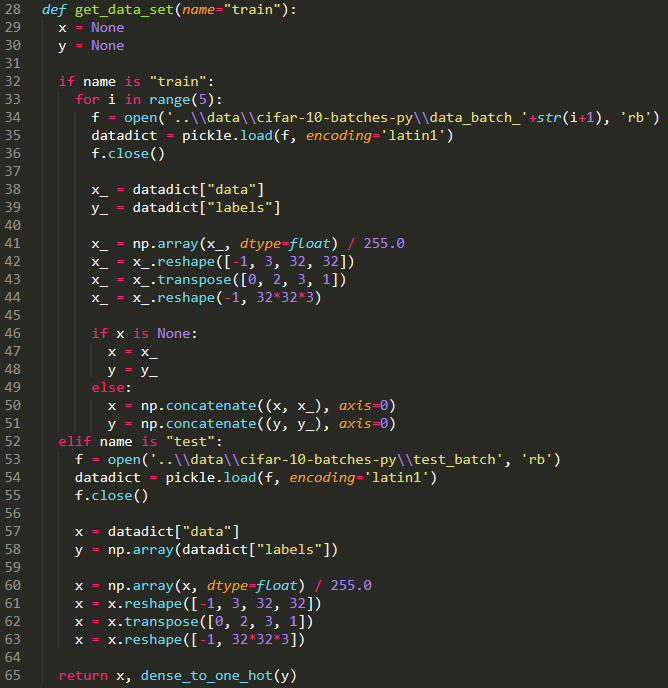 28 def get_data_set(name="train"):
29     x = None
30     y = None
31
32     if name is "train":
33         for i in range(5):
34             f = open('..\\data\\cifar-10-batches-py\\data_batch_'+str(i+1), 'rb')
35             datadict = pickle.load(f, encoding='latin1')
36             f.close()
37
38             x_ = datadict["data"]
39             y_ = datadict["labels"]
40
41             x_ = np.array(x_, dtype=float) / 255.0
42             x_ = x_.reshape([-1, 3, 32, 32])
43             x_ = x_.transpose([0, 2, 3, 1])
44             x_ = x_.reshape(-1, 32*32*3)
45
46             if x is None:
47                 x = x_
48                 y = y_
49             else:
50                 x = np.concatenate((x, x_), axis=0)
51                 y = np.concatenate((y, y_), axis=0)
52     elif name is "test":
53         f = open('..\\data\\cifar-10-batches-py\\test_batch', 'rb')
54         datadict = pickle.load(f, encoding='latin1')
55         f.close()
56
57         x = datadict["data"]
58         y = np.array(datadict["labels"])
59
60         x = np.array(x, dtype=float) / 255.0
61         x = x.reshape([-1, 3, 32, 32])
62         x = x.transpose([0, 2, 3, 1])
63         x = x.reshape([-1, 32*32*3])
64
65     return x, dense_to_one_hot(y)